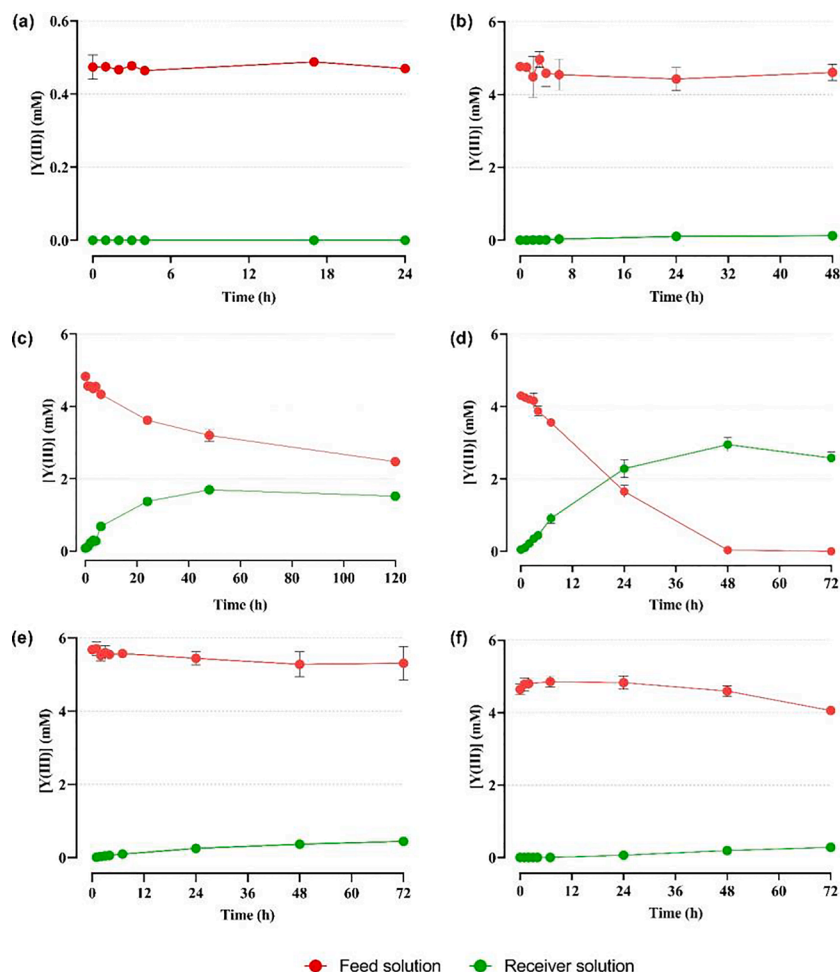 (a)
[Y(III)] (mM)
0.6
0.4
0.2
0.0
0 6 12 18 24
Time (h)
(b)
[Y(III)] (mM)
6
4
2
0
0 8 16 24 32 40 48
Time (h)
(c)
[Y(III)] (mM)
6
4
2
0
0 20 40 60 80 100 120
Time (h)
(d)
[Y(III)] (mM)
6
4
2
0
0 12 24 36 48 60 72
Time (h)
(e)
[Y(III)] (mM)
6
4
2
0
0 12 24 36 48 60 72
Time (h)
(f)
[Y(III)] (mM)
6
4
2
0
0 12 24 36 48 60 72
Time (h)
Feed solution Receiver solution